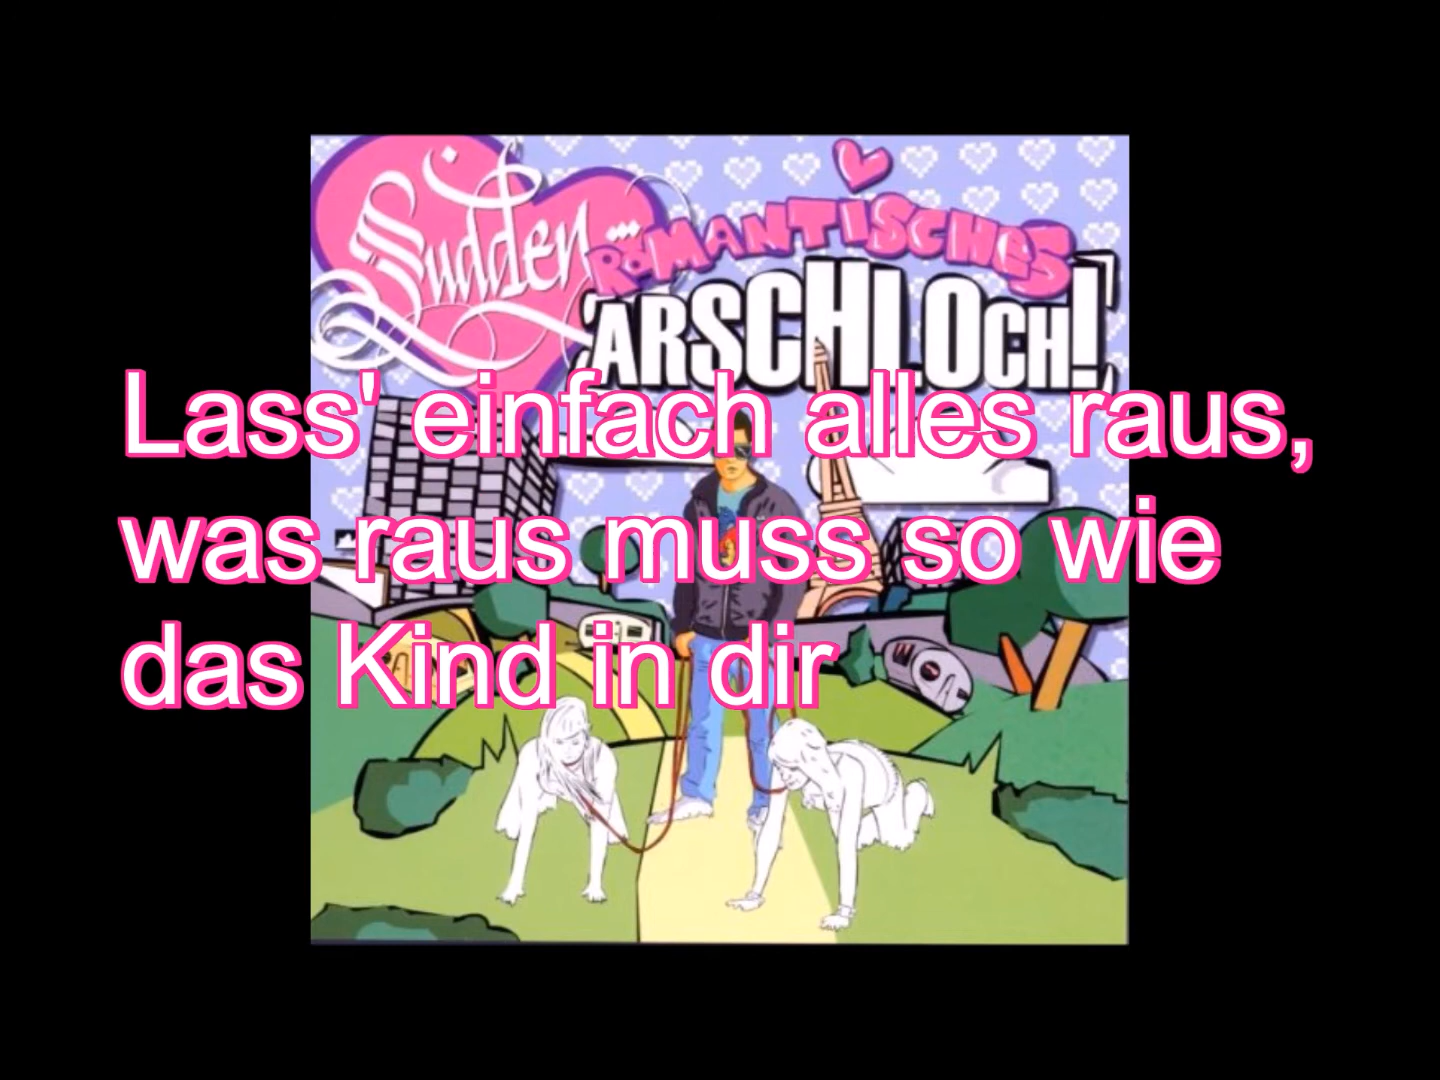 Sudden
ROMANTISCHES
ARSCHLOCH!
Lass' einfach alles raus,
was raus muss so wie
das Kind in dir